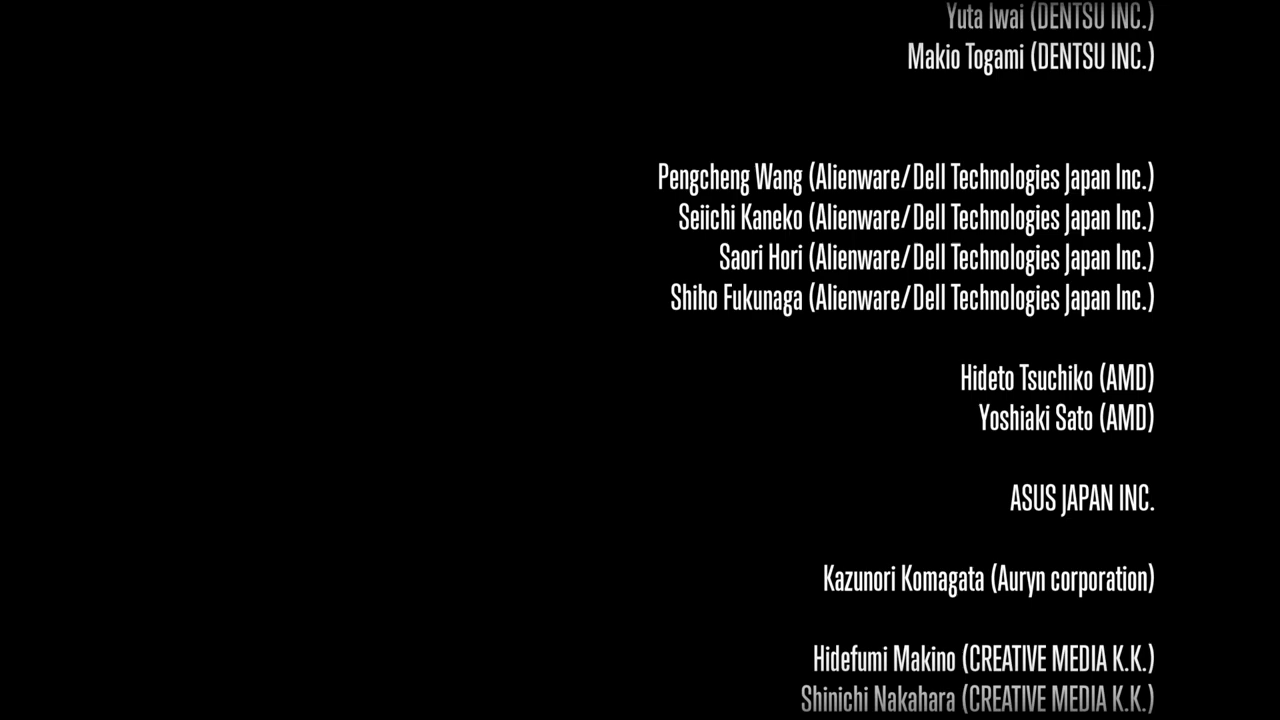 Yuta Iwai (DENTSU INC.)
Makio Togami (DENTSU INC.)
Pengcheng Wang (Alienware/Dell Technologies Japan Inc.)
Seiichi Kaneko (Alienware/Dell Technologies Japan Inc.)
Saori Hori (Alienware/Dell Technologies Japan Inc.)
Shiho Fukunaga (Alienware/Dell Technologies Japan Inc.)
Hideto Tsuchiko (AMD)
Yoshiaki Sato (AMD)
ASUS JAPAN INC.
Kazunori Komagata (Auryn corporation)
Hidefumi Makino (CREATIVE MEDIA K.K.)
Shinichi Nakahara (CREATIVE MEDIA K.K.)